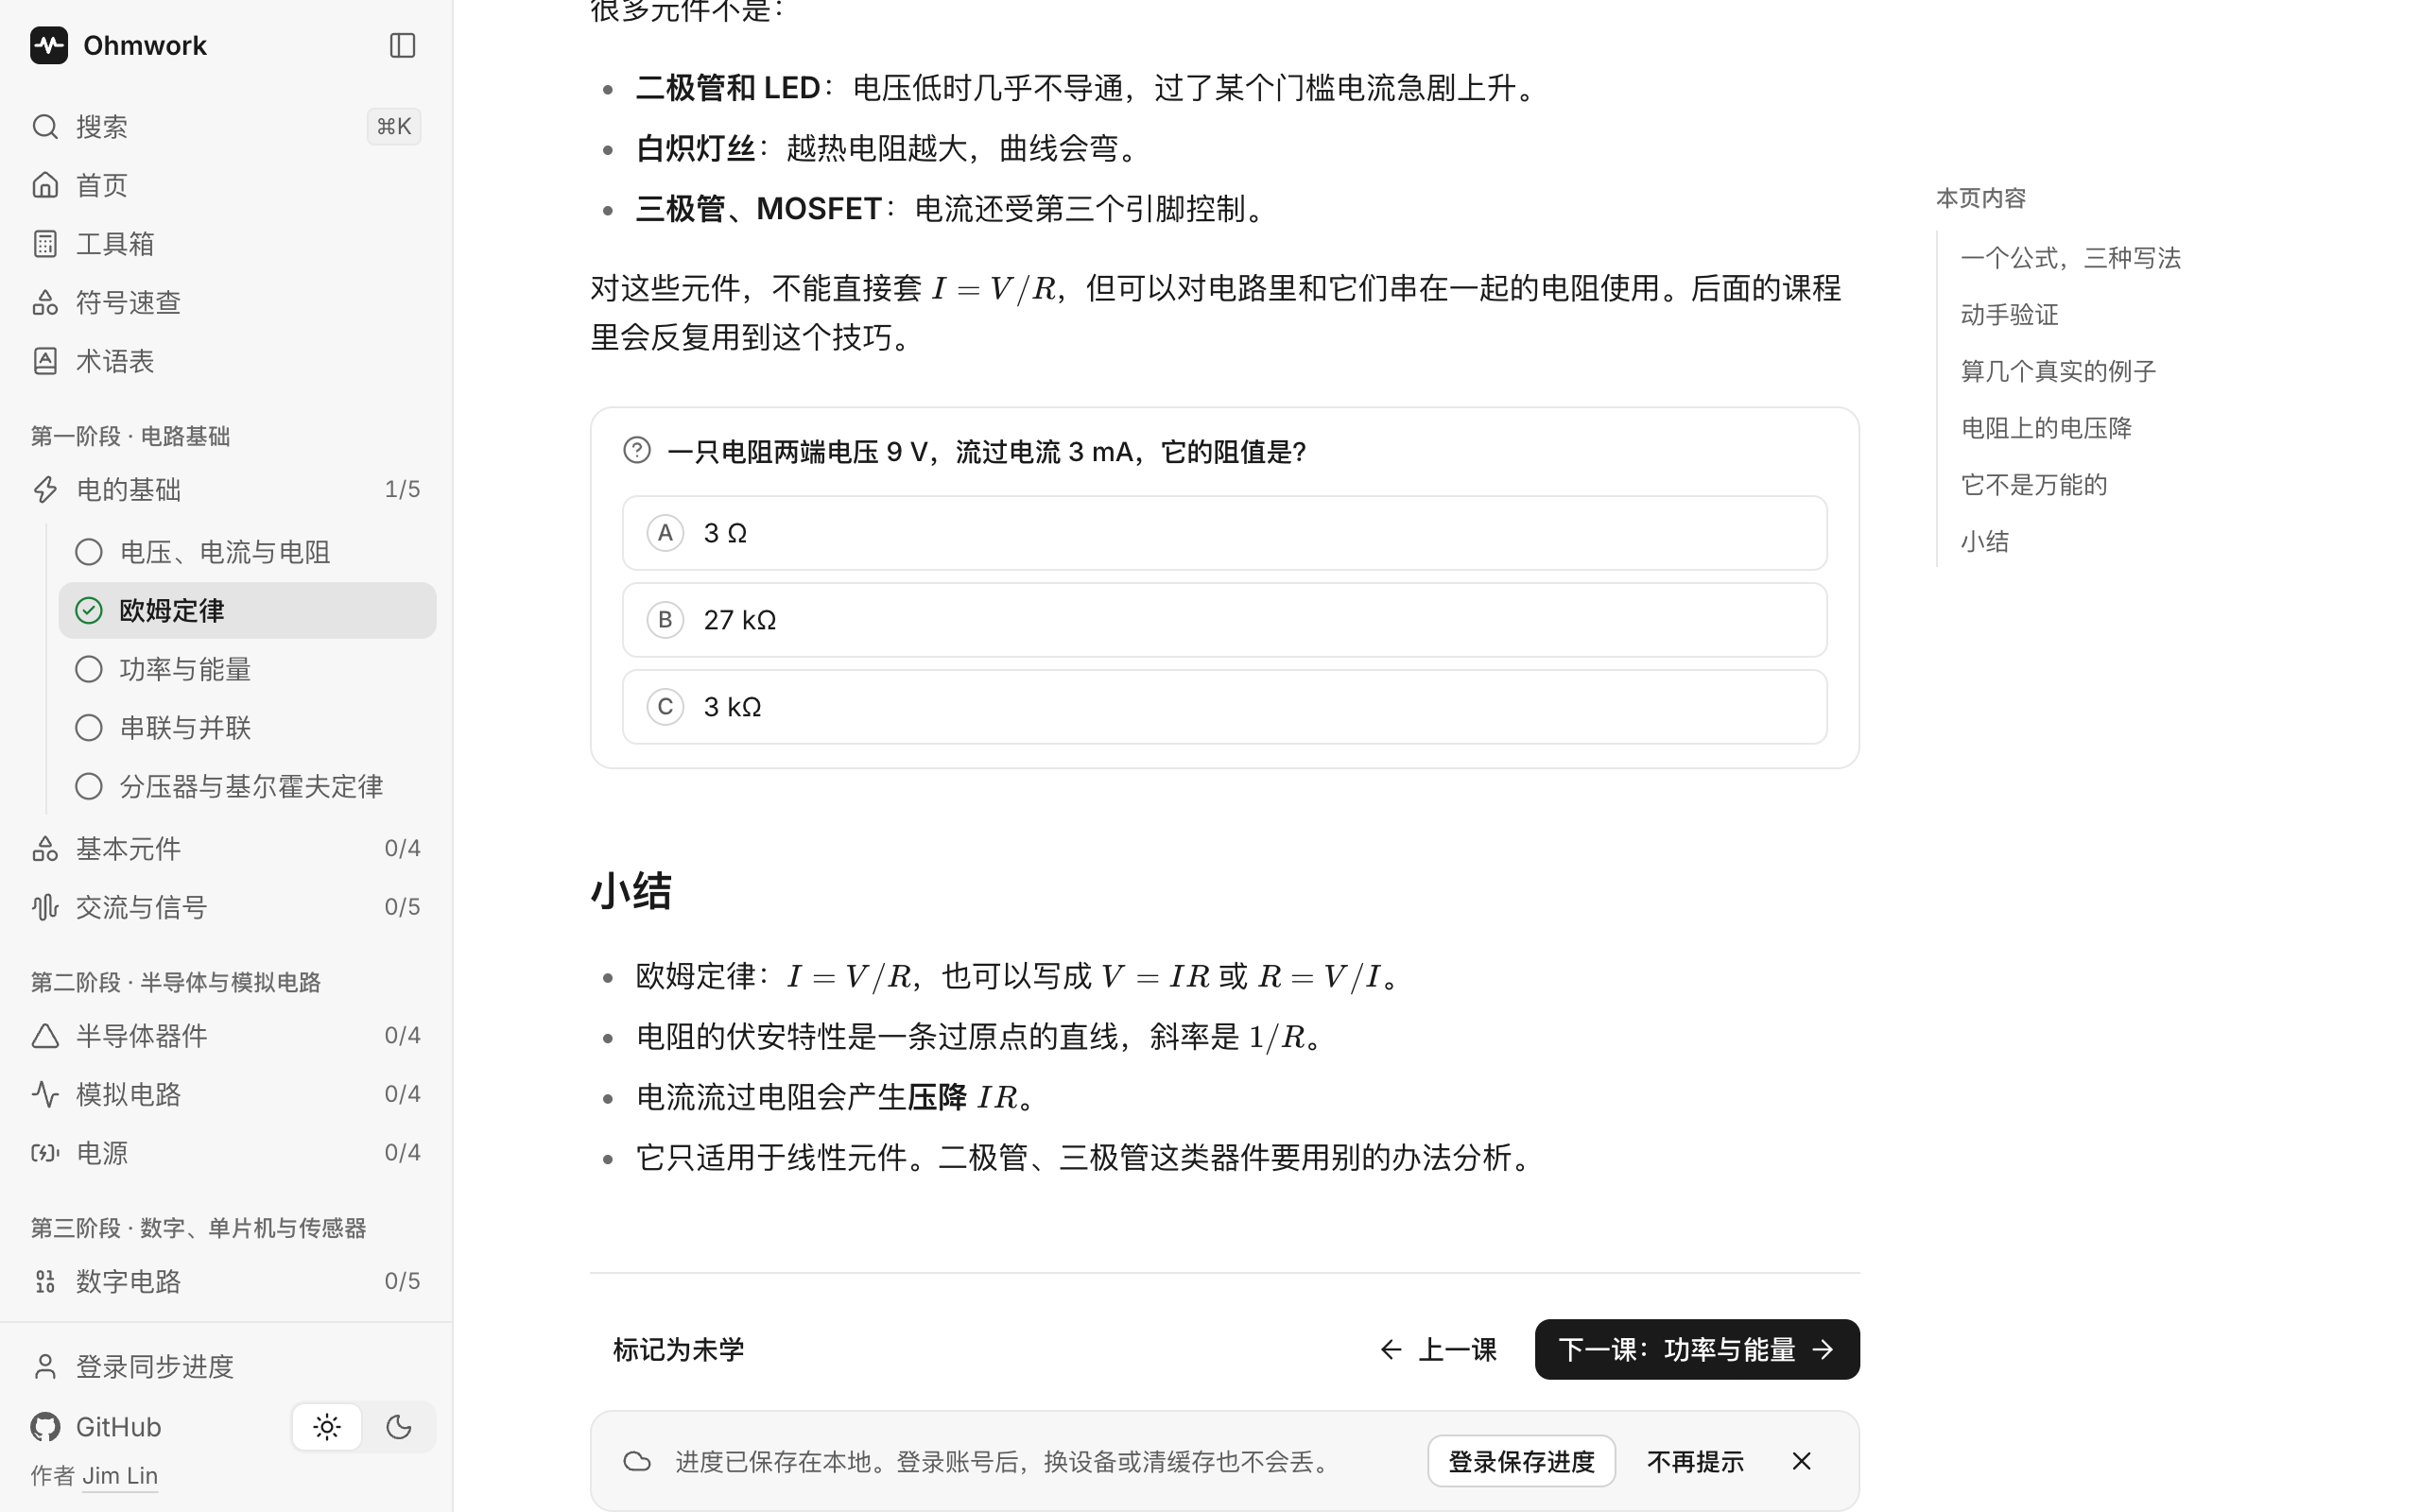 Ohmwork
搜索 ⌘K
首页
工具箱
符号速查
术语表
第一阶段 · 电路基础
电的基础 1/5
电压、电流与电阻
欧姆定律
功率与能量
串联与并联
分压器与基尔霍夫定律
基本元件 0/4
交流与信号 0/5
第二阶段 · 半导体与模拟电路
半导体器件 0/4
模拟电路 0/4
电源 0/4
第三阶段 · 数字、单片机与传感器
数字电路 0/5
登录同步进度
GitHub
作者 Jim Lin
很多元件不是：
二极管和 LED：电压低时几乎不导通，过了某个门槛电流急剧上升。
白炽灯丝：越热电阻越大，曲线会弯。
三极管、MOSFET：电流还受第三个引脚控制。
对这些元件，不能直接套 I = V/R，但可以对电路里和它们串在一起的电阻使用。后面的课程
里会反复用到这个技巧。
一只电阻两端电压 9 V，流过电流 3 mA，它的阻值是？
A 3 Ω
B 27 kΩ
C 3 kΩ
小结
欧姆定律：I = V/R，也可以写成 V = IR 或 R = V/I。
电阻的伏安特性是一条过原点的直线，斜率是 1/R。
电流流过电阻会产生压降 IR。
它只适用于线性元件。二极管、三极管这类器件要用别的办法分析。
标记为未学
← 上一课
下一课：功率与能量 →
进度已保存在本地。登录账号后，换设备或清缓存也不会丢。
登录保存进度
不再提示
本页内容
一个公式，三种写法
动手验证
算几个真实的例子
电阻上的电压降
它不是万能的
小结